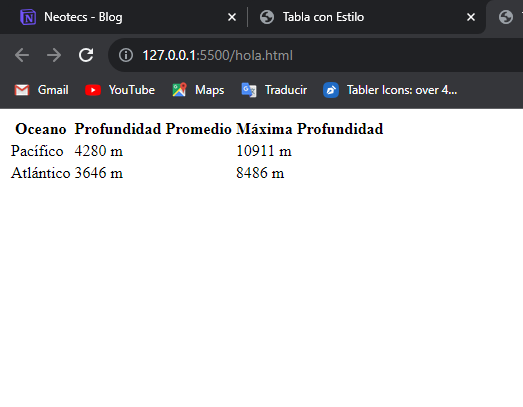 Neotecs - Blog
Tabla con Estilo
127.0.0.1:5500/hola.html
Gmail
YouTube
Maps
Traducir
Tabler Icons: over 4...
Oceano Profundidad Promedio Máxima Profundidad
Pacífico 4280 m 10911 m
Atlántico 3646 m 8486 m